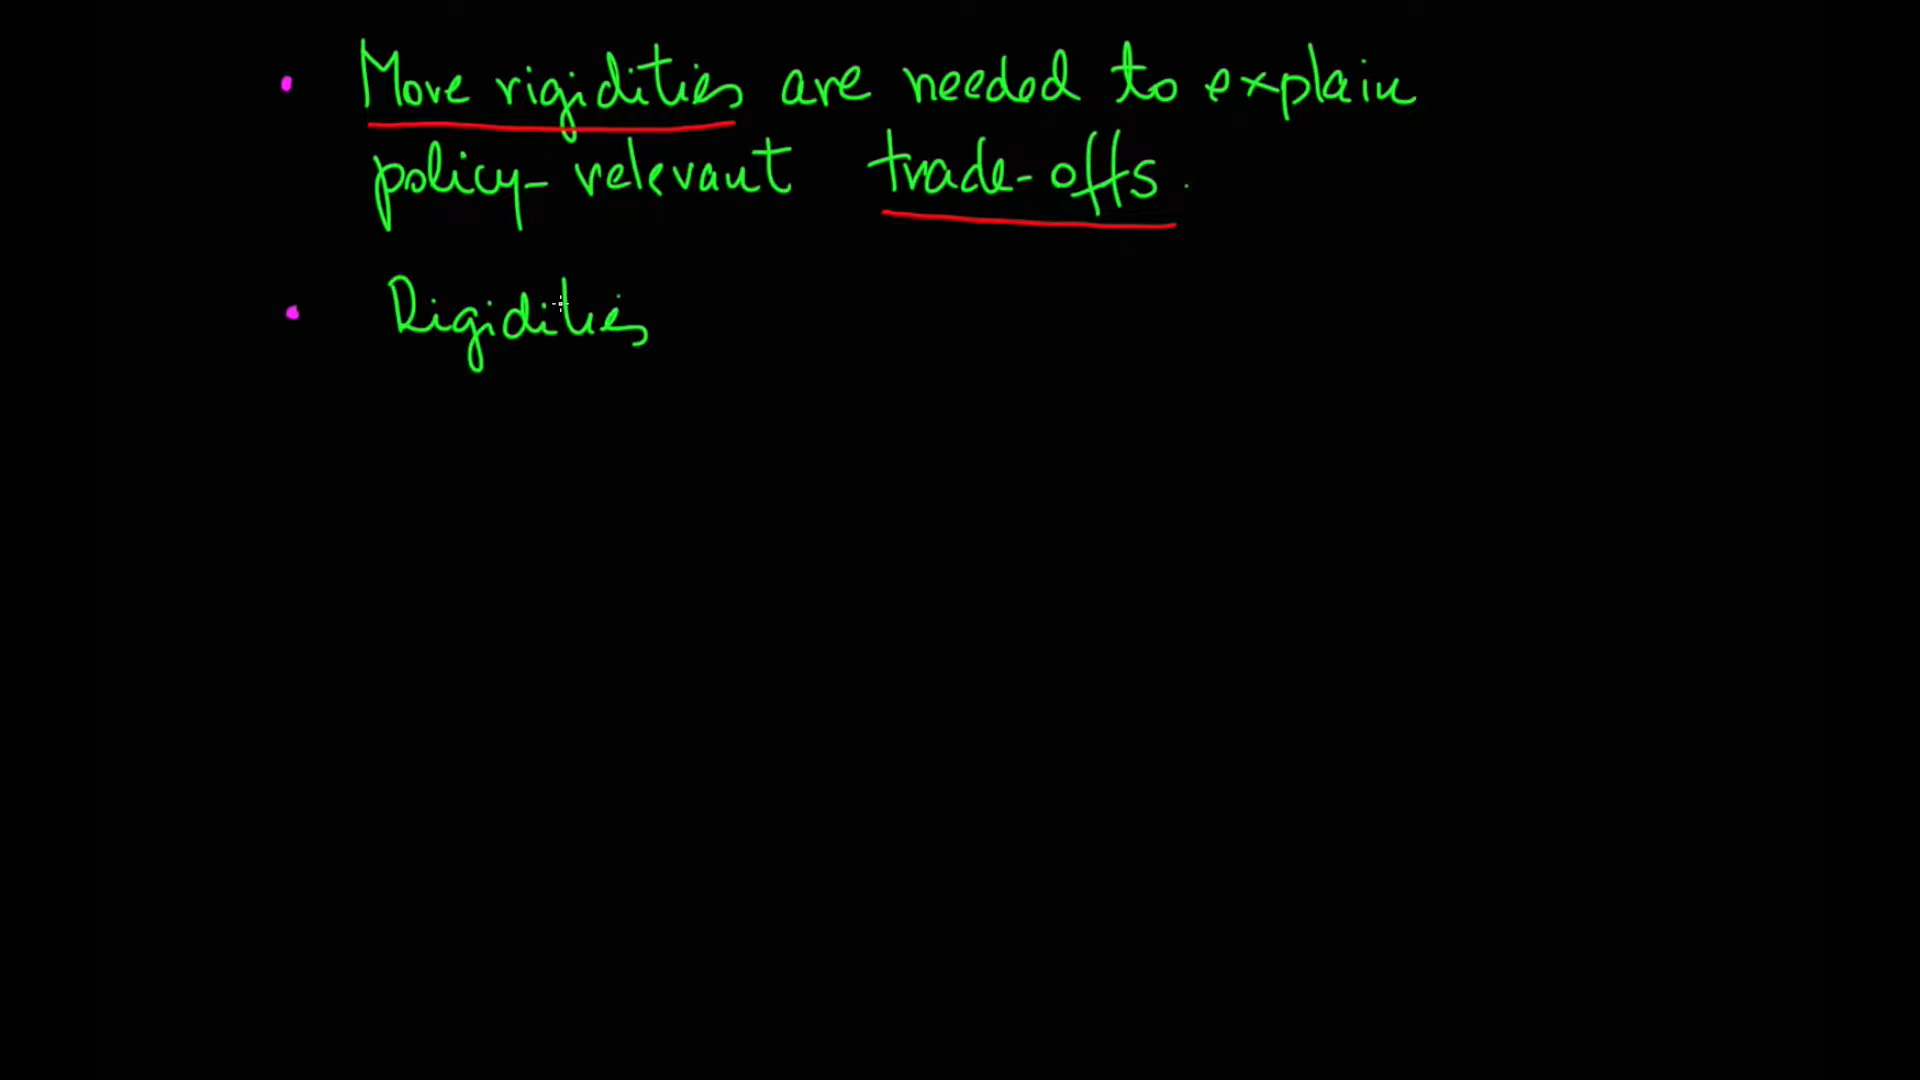 • More rigidities are needed to explain
policy-relevant trade-offs.
• Rigidities